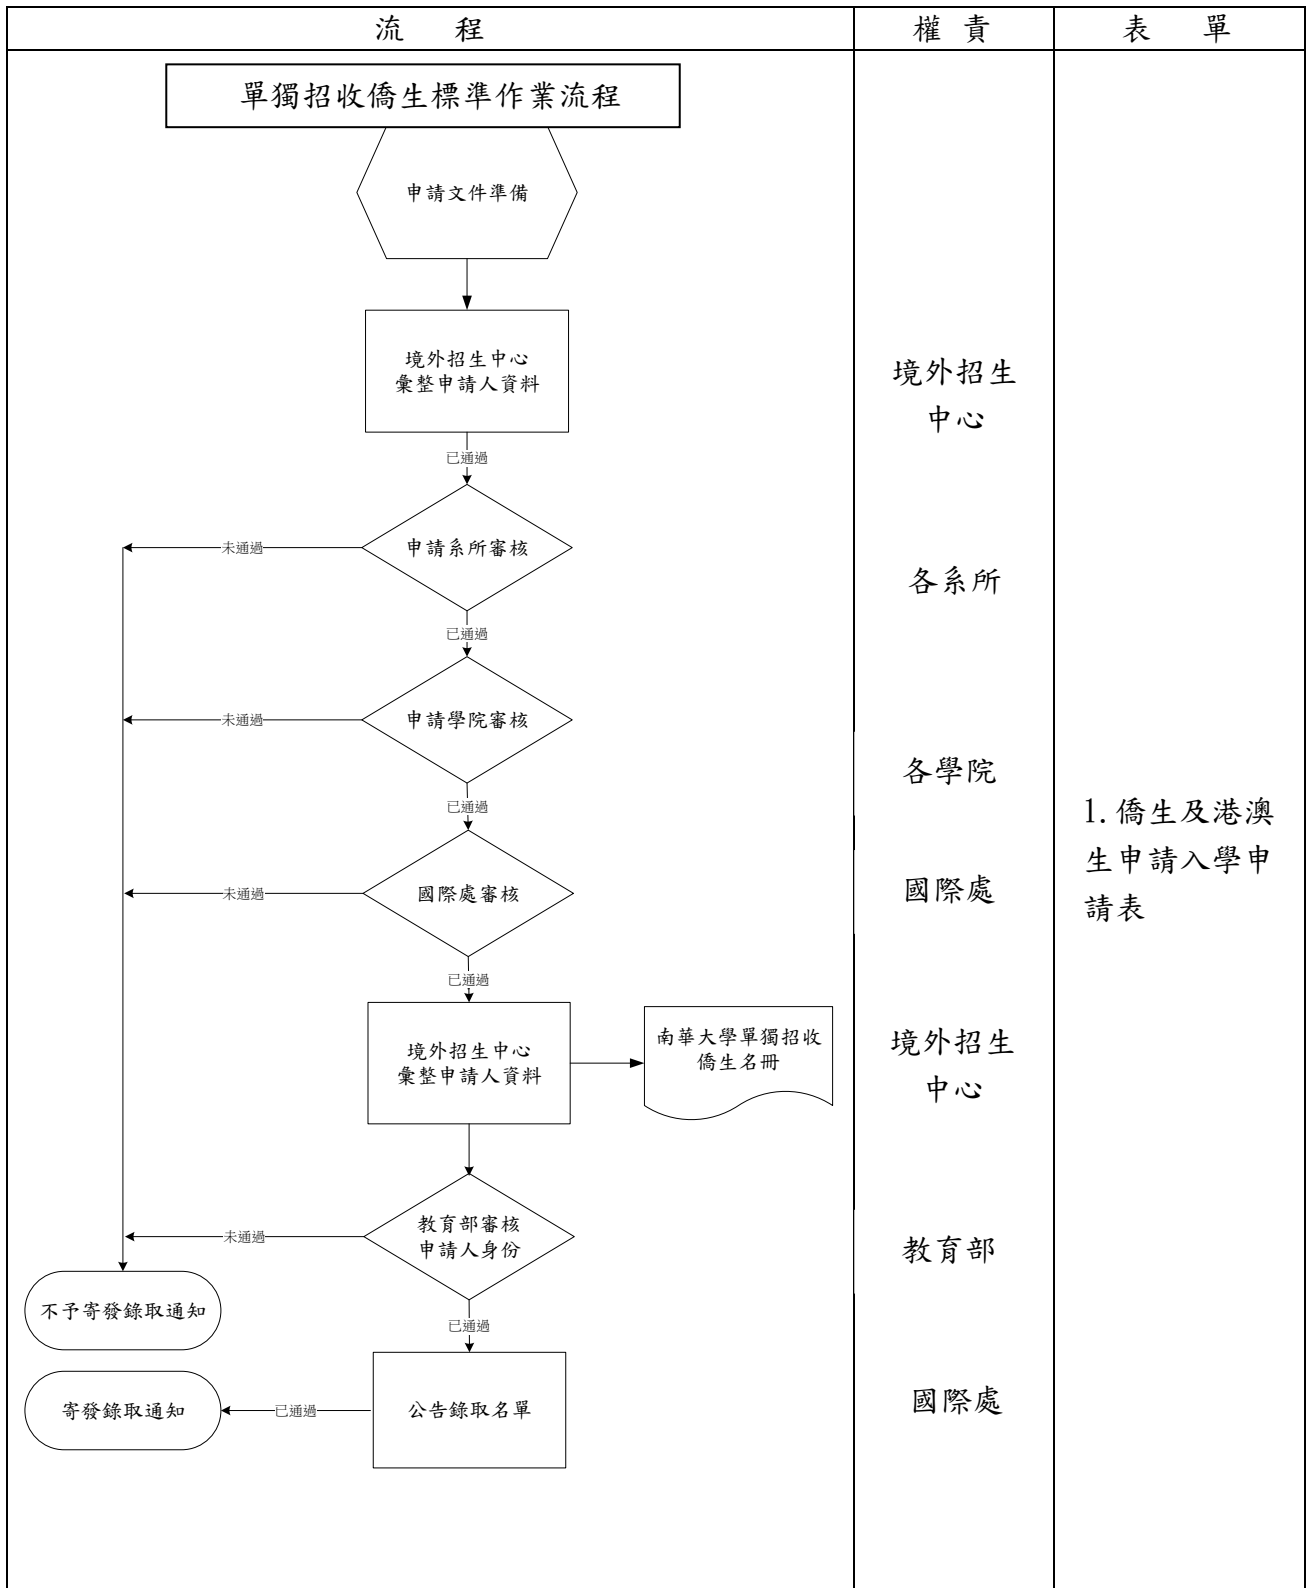 流 程
權 責
表 單
單獨招收僑生標準作業流程
申請文件準備
境外招生中心
彙整申請人資料
境外招生
中心
已通過
申請系所審核
未通過
各系所
已通過
申請學院審核
未通過
各學院
已通過
1.僑生及港澳
生申請入學申
請表
國際處審核
未通過
國際處
已通過
境外招生中心
彙整申請人資料
南華大學單獨招收
僑生名冊
境外招生
中心
教育部審核
申請人身份
未通過
教育部
不予寄發錄取通知
已通過
公告錄取名單
已通過
寄發錄取通知
國際處